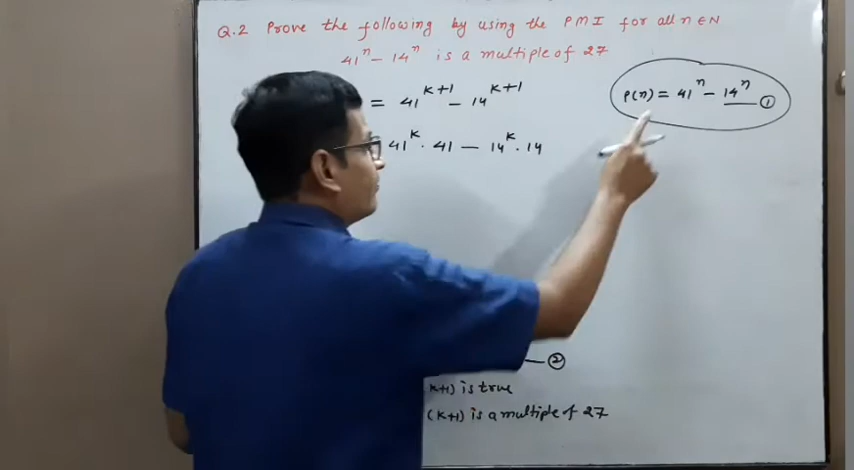 Q.2 Prove the following by using the PMI for all n ∈ N
41ⁿ – 14ⁿ is a multiple of 27
= 41^(k+1) – 14^(k+1)
P(n) = 41ⁿ – 14ⁿ — ①
41^k · 41 – 14^k · 14
— ②
k+1) is true
(k+1) is a multiple of 27